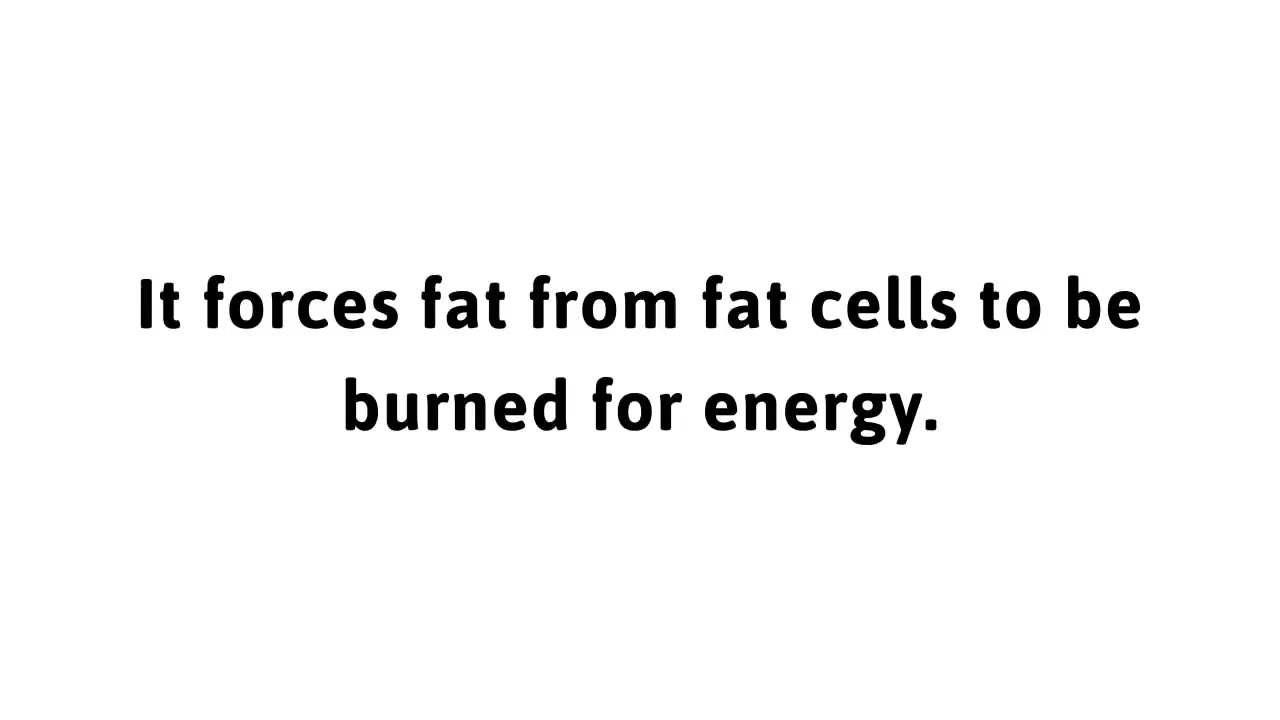 It forces fat from fat cells to be
burned for energy.